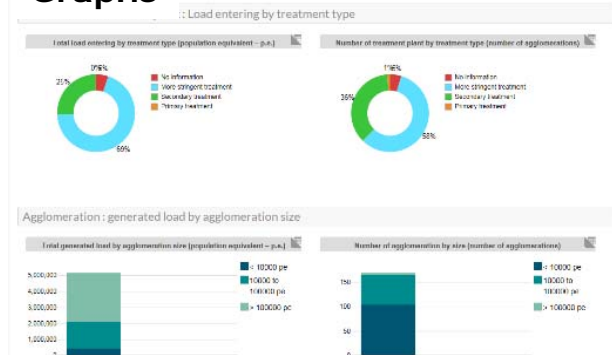 Graphs
: Load entering by treatment type
Total load entering by treatment type (population equivalent – p.e.)
Number of treatment plant by treatment type (number of agglomerations)
25%
69%
No information
More stringent treatment
Secondary treatment
Primary treatment
36%
58%
No information
More stringent treatment
Secondary treatment
Primary treatment
Agglomeration : generated load by agglomeration size
Total generated load by agglomeration size (population equivalent – p.e.)
Number of agglomeration by size (number of agglomerations)
5,000,000
4,000,000
3,000,000
2,000,000
1,000,000
0
< 10000 pe
10000 to
100000 pe
> 100000 pe
150
100
50
0
< 10000 pe
10000 to
100000 pe
> 100000 pe